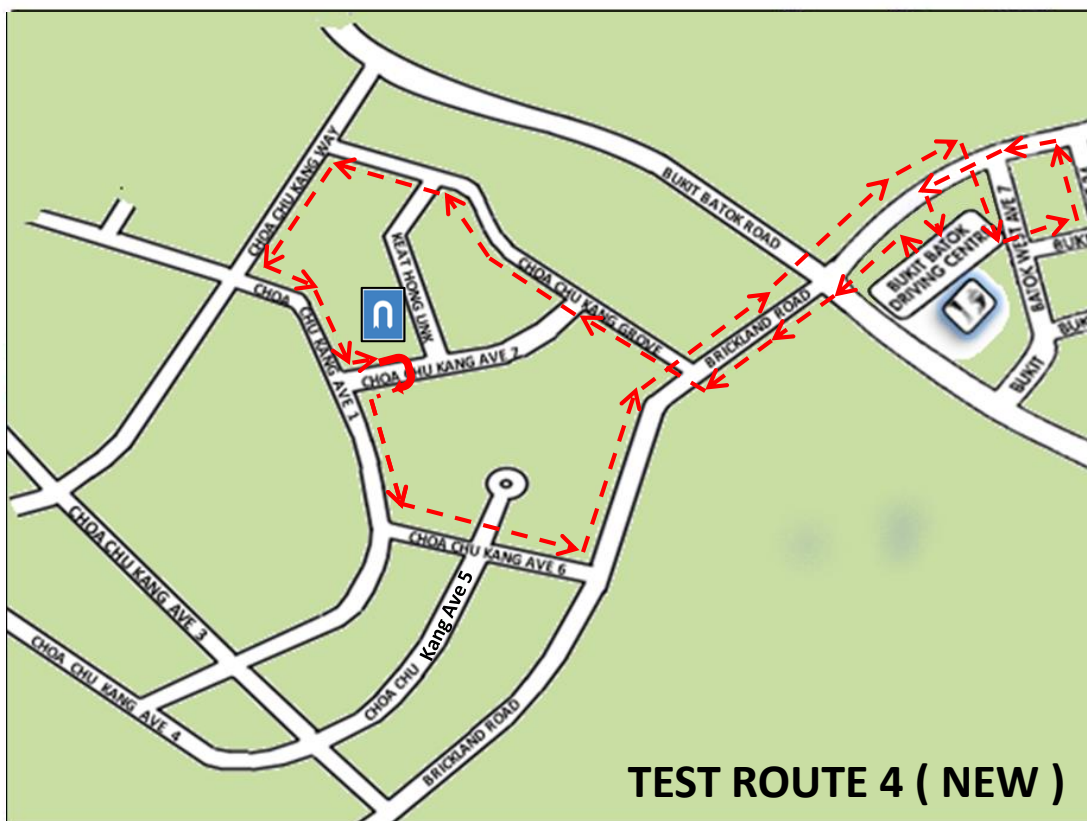 CHOA CHU KANG WAY
BUKIT BATOK ROAD
KEAT HONG LINK
CHOA CHU KANG GROVE
BRICKLAND ROAD
BUKIT BATOK
DRIVING CENTRE
BATOK WEST AVE 7
BUKIT
CHOA CHU KANG AVE 1
CHOA CHU KANG AVE 7
CHOA CHU KANG AVE 6
CHOA CHU Kang Ave 5
CHOA CHU KANG AVE 3
CHOA CHU KANG AVE 4
BRICKLAND ROAD
TEST ROUTE 4 ( NEW )